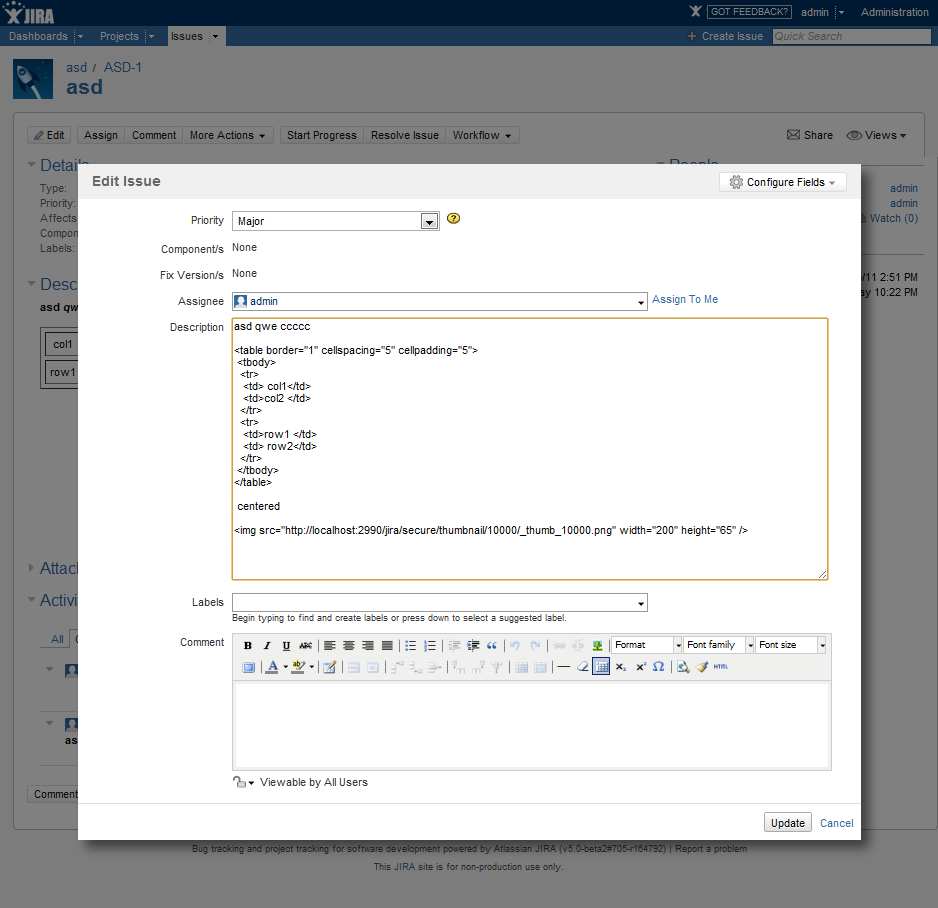 JIRA
GOT FEEDBACK? admin Administration
Dashboards Projects Issues + Create Issue Quick Search
asd / ASD-1
asd
Edit Assign Comment More Actions Start Progress Resolve Issue Workflow Share Views
Details People
Edit Issue Configure Fields
Type: admin
Priority: admin
Affects Watch (0)
Labels:
Priority Major
Component/s None
Fix Version/s None
/11 2:51 PM
10:22 PM
Assignee admin Assign To Me
Description
asd qwe ccccc
<table border="1" cellspacing="5" cellpadding="5">
<tbody>
<tr>
<td> col1</td>
<td>col2 </td>
</tr>
<tr>
<td>row1 </td>
<td> row2</td>
</tr>
</tbody>
</table>
centered
<img src="http://localhost:2990/jira/secure/thumbnail/10000/_thumb_10000.png" width="200" height="65" />
asd
col1
row1
All
Labels
Begin typing to find and create labels or press down to select a suggested label.
Comment
B I U ABC Format Font family Font size
HTML
Viewable by All Users
Comment
Update Cancel
Bug tracking and project tracking for software development powered by Atlassian JIRA (v5.0-beta2#705-r164792) | Report a problem
This JIRA site is for non-production use only.